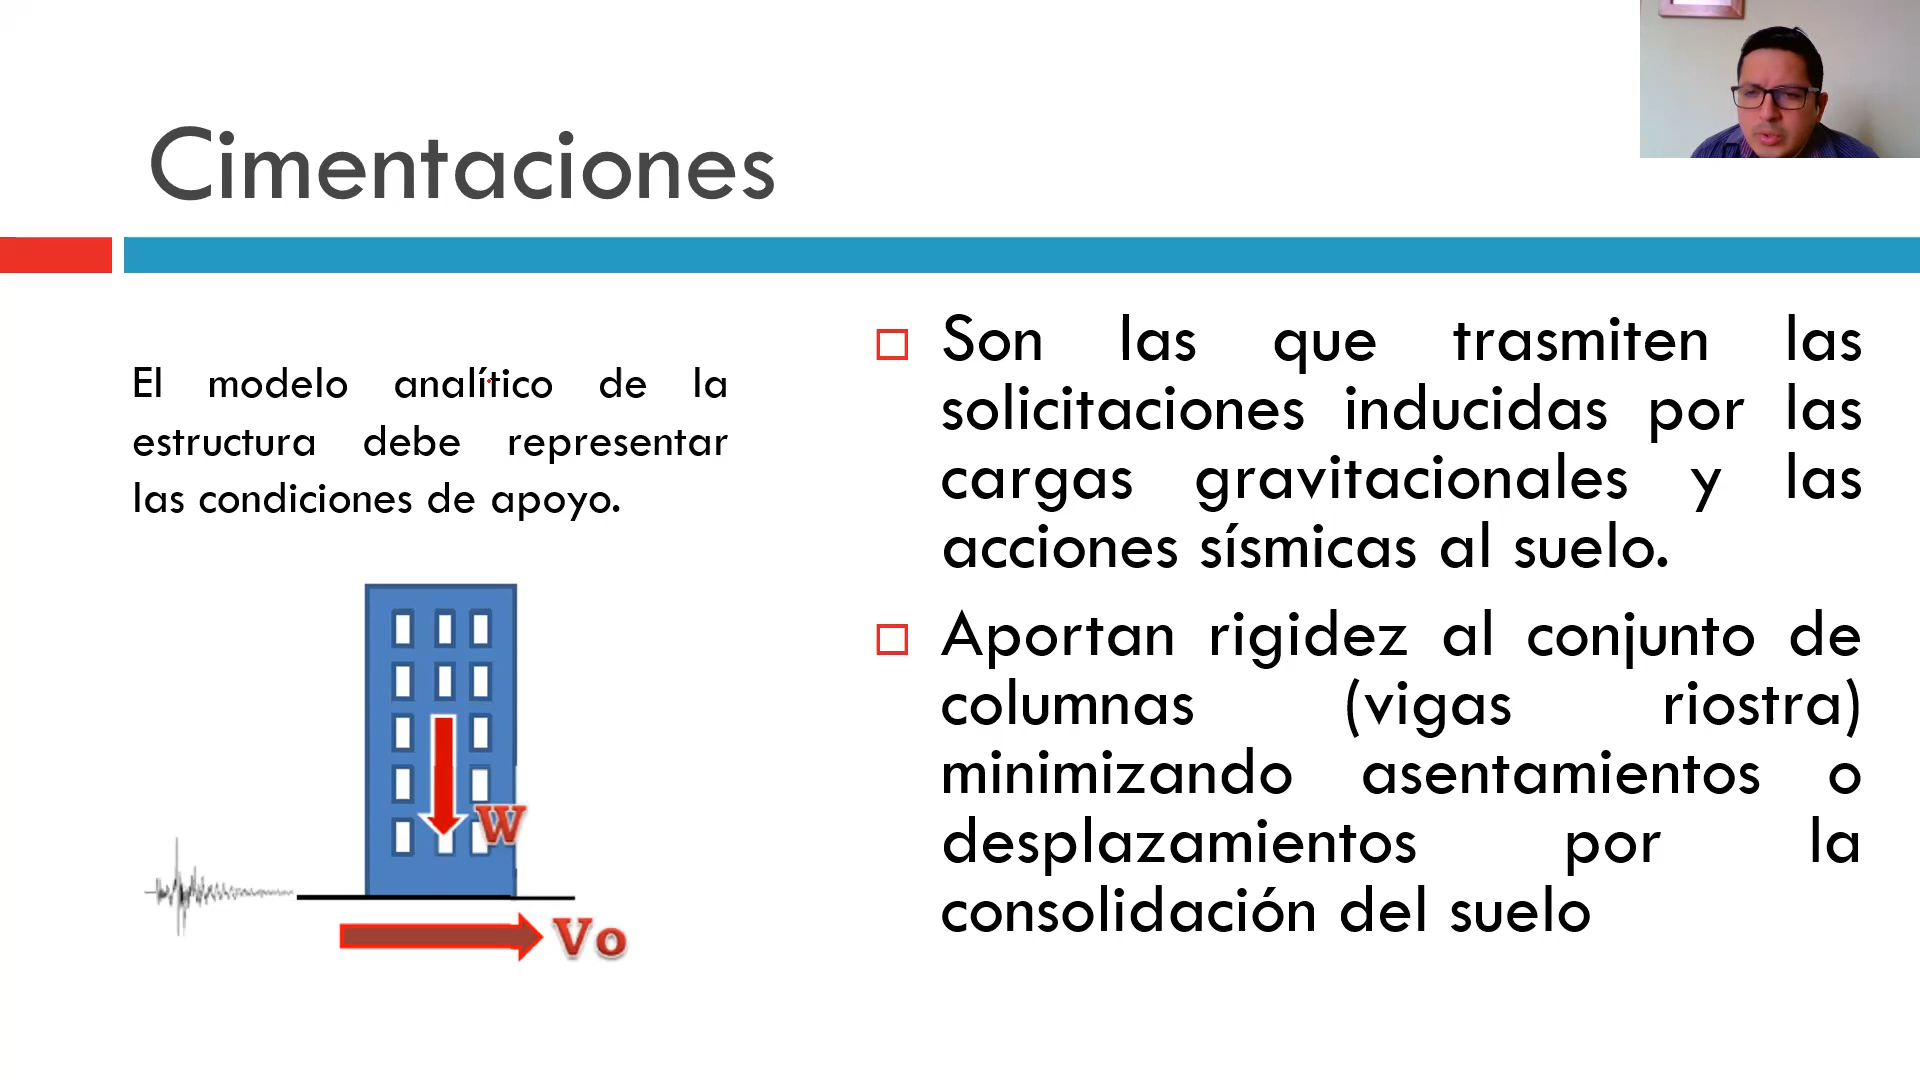 Cimentaciones
El modelo analítico de la
estructura debe representar
las condiciones de apoyo.
W
Vo
Son las que trasmiten las
solicitaciones inducidas por las
cargas gravitacionales y las
acciones sísmicas al suelo.
Aportan rigidez al conjunto de
columnas (vigas riostra)
minimizando asentamientos o
desplazamientos por la
consolidación del suelo